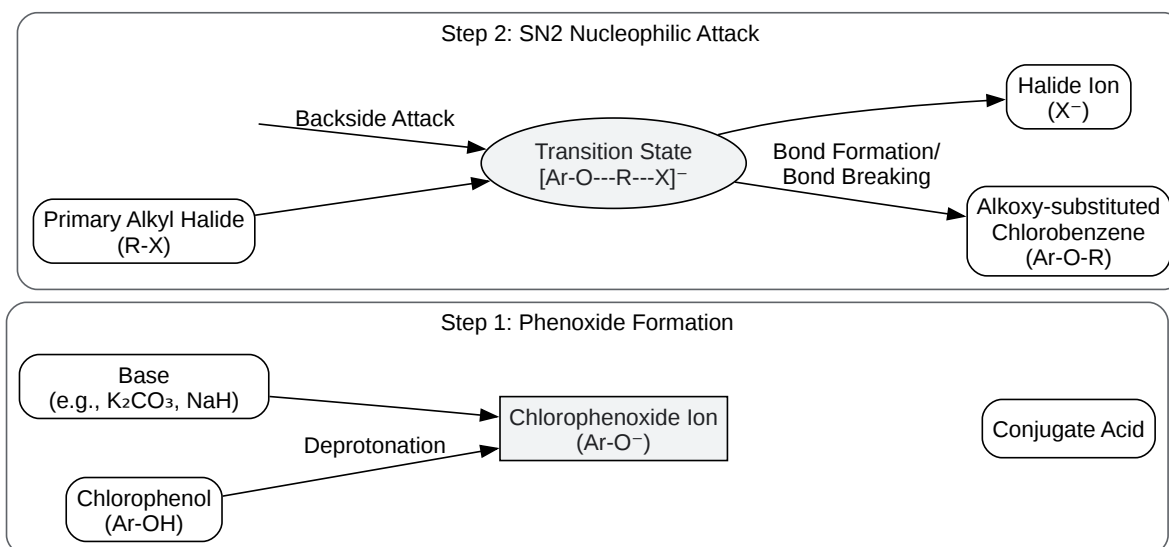 Step 2: SN2 Nucleophilic Attack
Backside Attack
Primary Alkyl Halide
(R-X)
Transition State
[Ar-O---R---X]⁻
Halide Ion
(X⁻)
Bond Formation/
Bond Breaking
Alkoxy-substituted
Chlorobenzene
(Ar-O-R)
Step 1: Phenoxide Formation
Base
(e.g., K₂CO₃, NaH)
Deprotonation
Chlorophenol
(Ar-OH)
Chlorophenoxide Ion
(Ar-O⁻)
Conjugate Acid